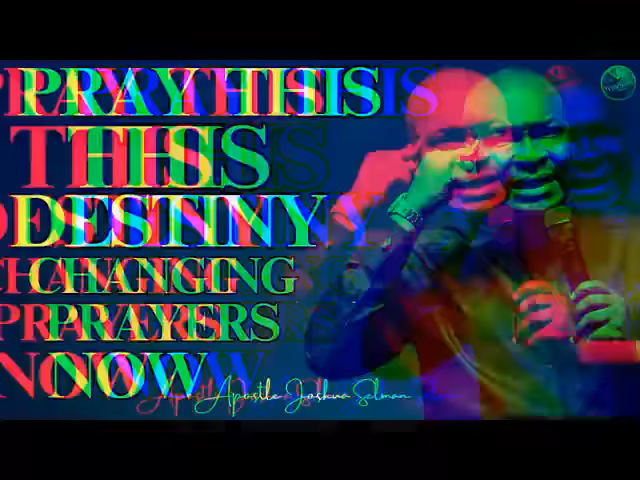 PRAY THIS
THIS
DESTINY
CHANGING
PRAYERS
NOW
Apostle Joshua Selman